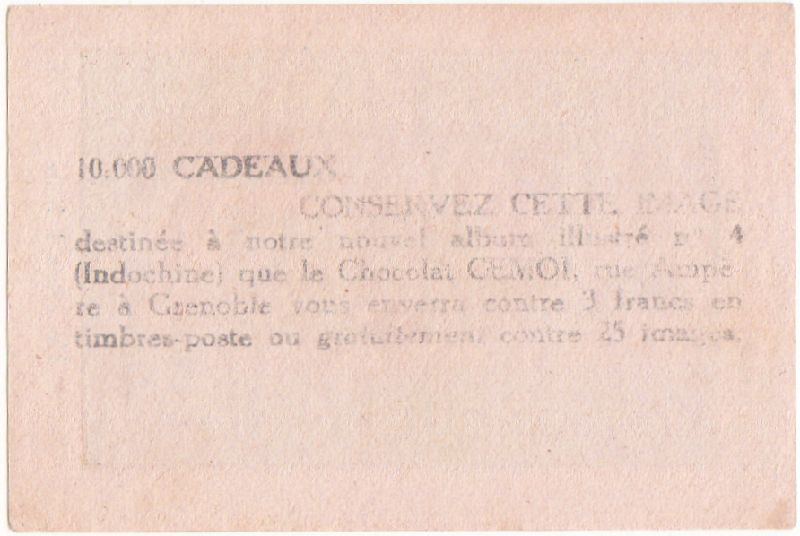 10.000 CADEAUX
CONSERVEZ CETTE IMAGE
destinée à notre nouvel album illustré n° 4
(Indochine) que le Chocolat CEMOI, rue Ampè-
re à Grenoble vous enverra contre 3 francs en
timbres-poste ou gratuitement contre 25 images.